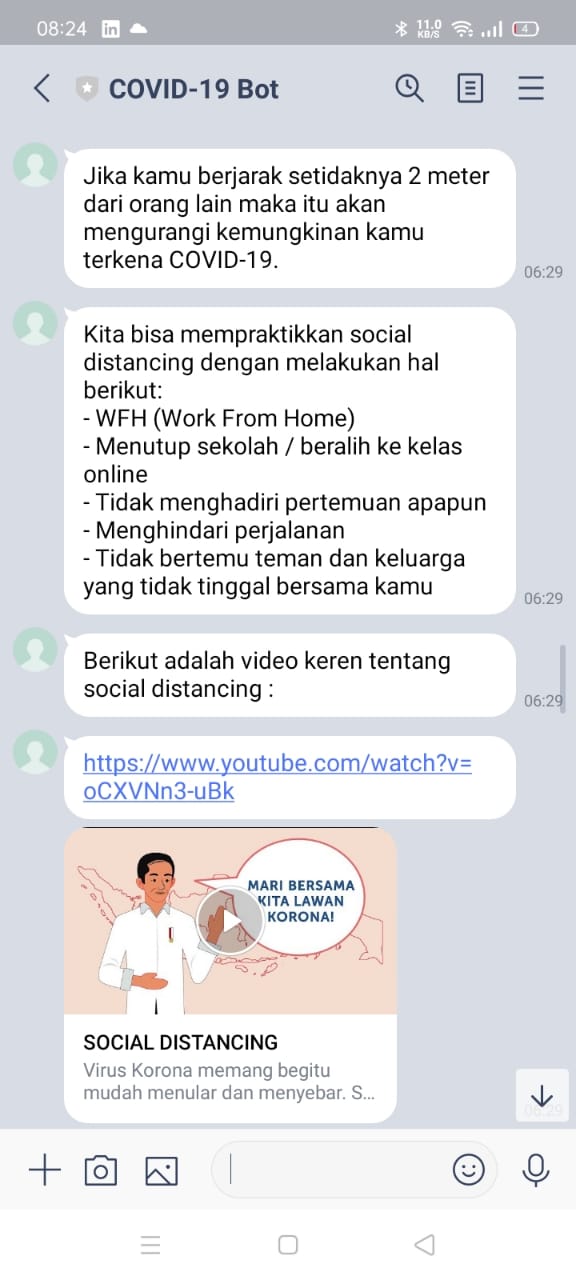 08:24
11.0
KB/S
4
COVID-19 Bot
Jika kamu berjarak setidaknya 2 meter
dari orang lain maka itu akan
mengurangi kemungkinan kamu
terkena COVID-19.
06:29
Kita bisa mempraktikkan social
distancing dengan melakukan hal
berikut:
- WFH (Work From Home)
- Menutup sekolah / beralih ke kelas
online
- Tidak menghadiri pertemuan apapun
- Menghindari perjalanan
- Tidak bertemu teman dan keluarga
yang tidak tinggal bersama kamu
06:29
Berikut adalah video keren tentang
social distancing :
06:29
https://www.youtube.com/watch?v=
oCXVNn3-uBk
MARI BERSAMA
KITA LAWAN
KORONA!
SOCIAL DISTANCING
Virus Korona memang begitu
mudah menular dan menyebar. S...
06:29